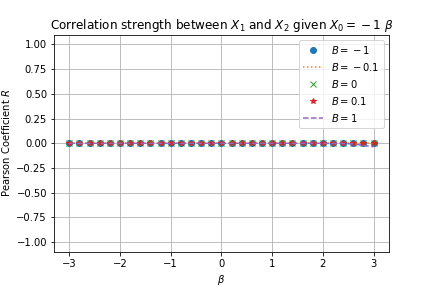 Correlation strength between X₁ and X₂ given X₀ = −1 β
Pearson Coefficient R
1.00
0.75
0.50
0.25
0.00
−0.25
−0.50
−0.75
−1.00
B = −1
B = −0.1
B = 0
B = 0.1
B = 1
−3 −2 −1 0 1 2 3
β